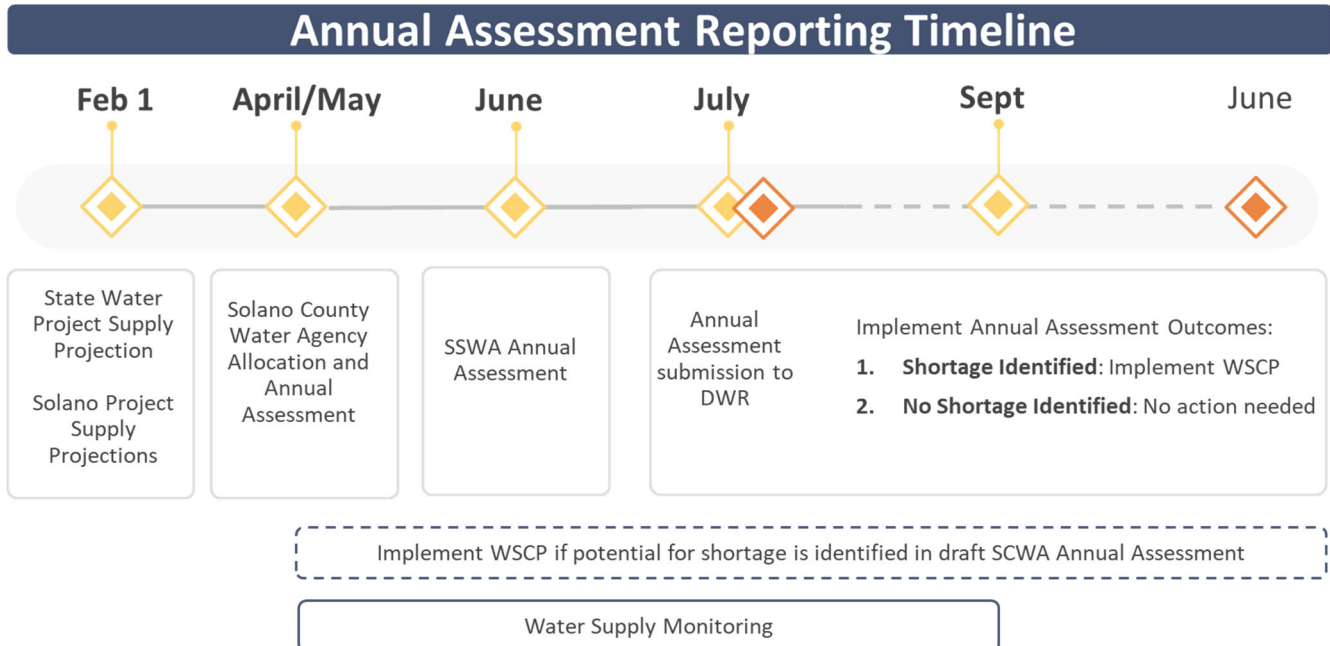 Annual Assessment Reporting Timeline
Feb 1
April/May
June
July
Sept
June
State Water
Project Supply
Projection
Solano Project
Supply
Projections
Solano County
Water Agency
Allocation and
Annual
Assessment
SSWA Annual
Assessment
Annual
Assessment
submission to
DWR
Implement Annual Assessment Outcomes:
1. Shortage Identified: Implement WSCP
2. No Shortage Identified: No action needed
Implement WSCP if potential for shortage is identified in draft SCWA Annual Assessment
Water Supply Monitoring